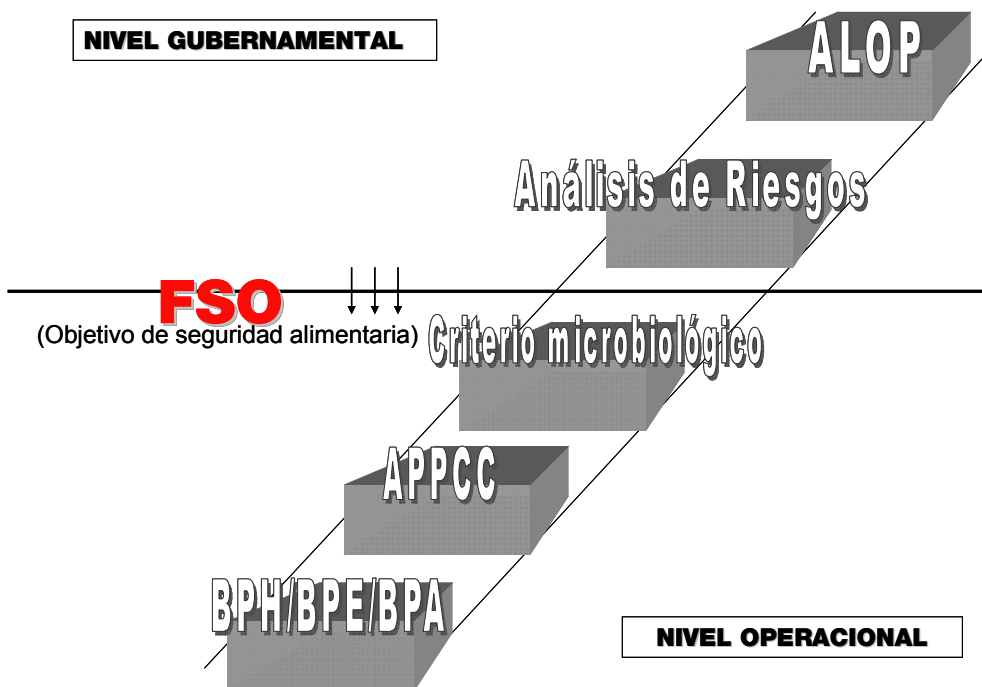 NIVEL GUBERNAMENTAL
ALOP
Análisis de Riesgos
FSO
(Objetivo de seguridad alimentaria)
Criterio microbiológico
APPCC
BPH/BPE/BPA
NIVEL OPERACIONAL